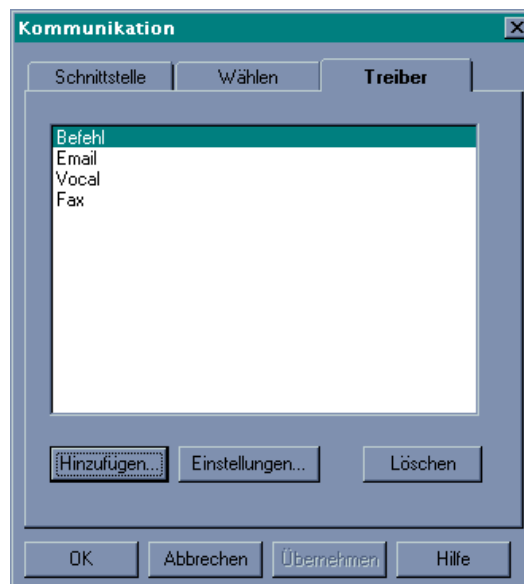 Kommunikation
Schnittstelle Wählen Treiber
Befehl
Email
Vocal
Fax
Hinzufügen... Einstellungen... Löschen
OK Abbrechen Übernehmen Hilfe